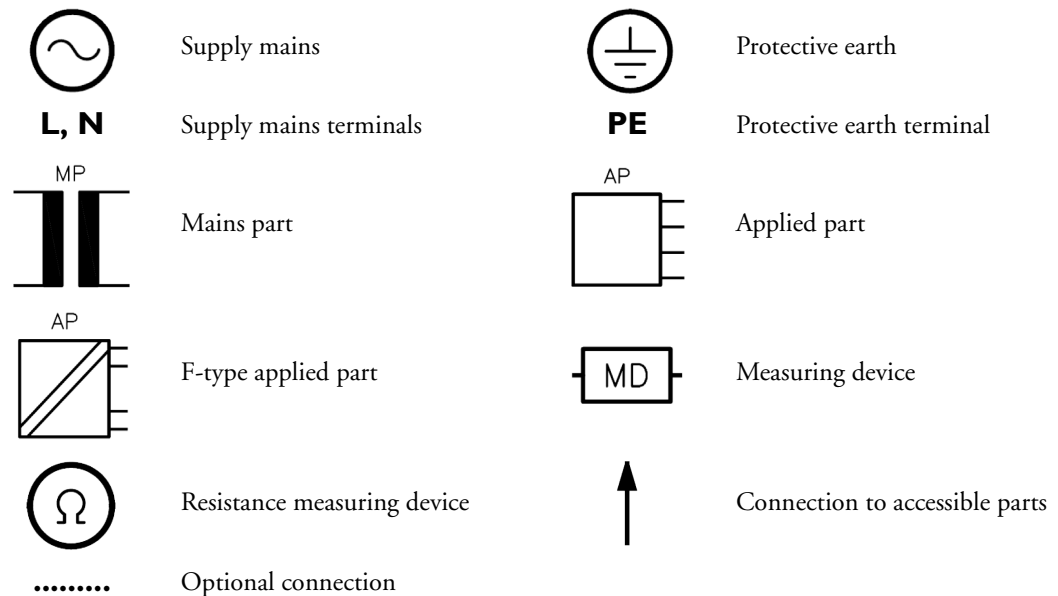 Supply mains
Protective earth
L, N
Supply mains terminals
PE
Protective earth terminal
MP
Mains part
AP
Applied part
AP
F-type applied part
MD
Measuring device
Ω
Resistance measuring device
Connection to accessible parts
Optional connection